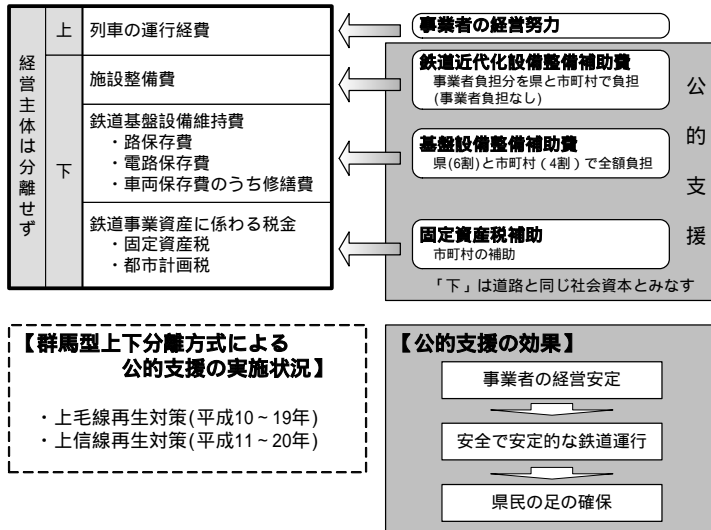 経営主体は分離せず
上
列車の運行経費
下
施設整備費
鉄道基盤設備維持費
・路保存費
・電路保存費
・車両保存費のうち修繕費
鉄道事業資産に係わる税金
・固定資産税
・都市計画税
事業者の経営努力
鉄道近代化設備整備補助費
事業者負担分を県と市町村で負担
(事業者負担なし)
基盤設備整備補助費
県(6割)と市町村(4割)で全額負担
固定資産税補助
市町村の補助
公的支援
「下」は道路と同じ社会資本とみなす
【群馬型上下分離方式による
公的支援の実施状況】
・上毛線再生対策(平成10~19年)
・上信線再生対策(平成11~20年)
【公的支援の効果】
事業者の経営安定
安全で安定的な鉄道運行
県民の足の確保